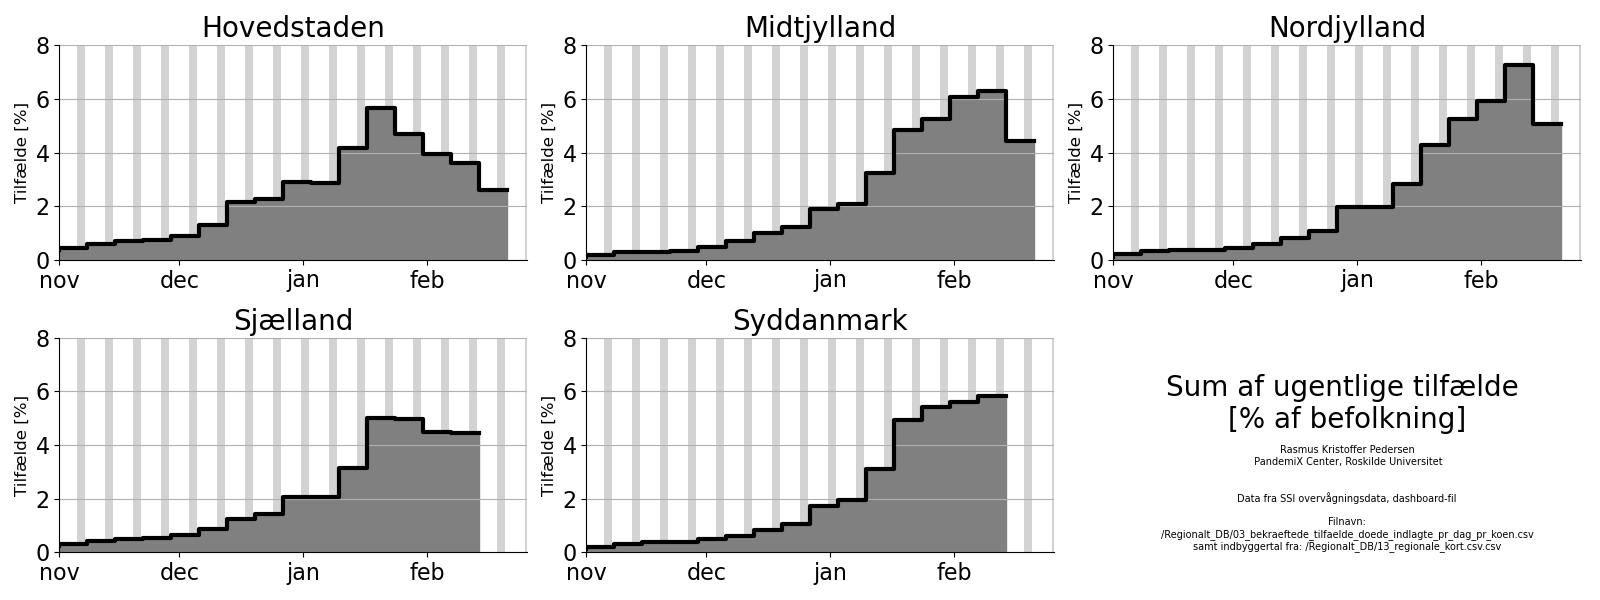 Hovedstaden
Tilfælde [%]
8
6
4
2
0
nov dec jan feb
Midtjylland
Tilfælde [%]
8
6
4
2
0
nov dec jan feb
Nordjylland
Tilfælde [%]
8
6
4
2
0
nov dec jan feb
Sjælland
Tilfælde [%]
8
6
4
2
0
nov dec jan feb
Syddanmark
Tilfælde [%]
8
6
4
2
0
nov dec jan feb
Sum af ugentlige tilfælde
[% af befolkning]
Rasmus Kristoffer Pedersen
PandemiX Center, Roskilde Universitet
Data fra SSI overvågningsdata, dashboard-fil
Filnavn:
/Regionalt_DB/03_bekraeftede_tilfaelde_doede_indlagte_pr_dag_pr_koen.csv
samt indbyggertal fra: /Regionalt_DB/13_regionale_kort.csv.csv